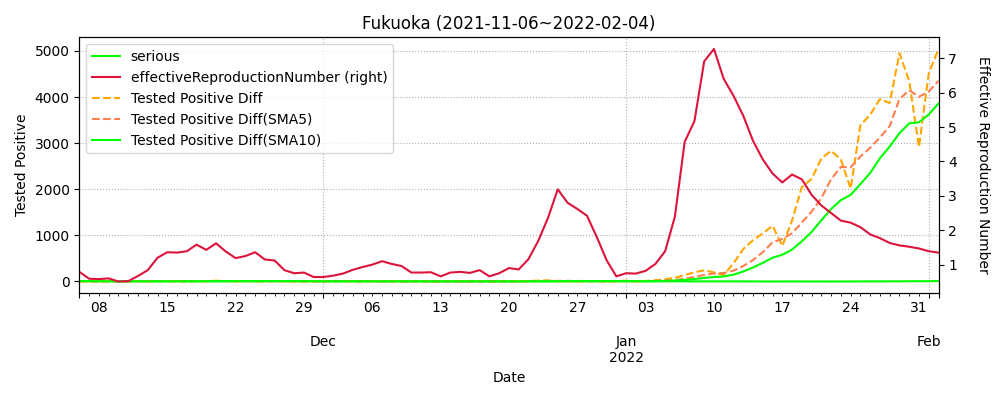 Fukuoka (2021-11-06~2022-02-04)
serious
effectiveReproductionNumber (right)
Tested Positive Diff
Tested Positive Diff(SMA5)
Tested Positive Diff(SMA10)
Tested Positive
5000
4000
3000
2000
1000
0
Effective Reproduction Number
7
6
5
4
3
2
1
08 15 22 29 06 13 20 27 03 10 17 24 31
Dec Jan Feb
2022
Date